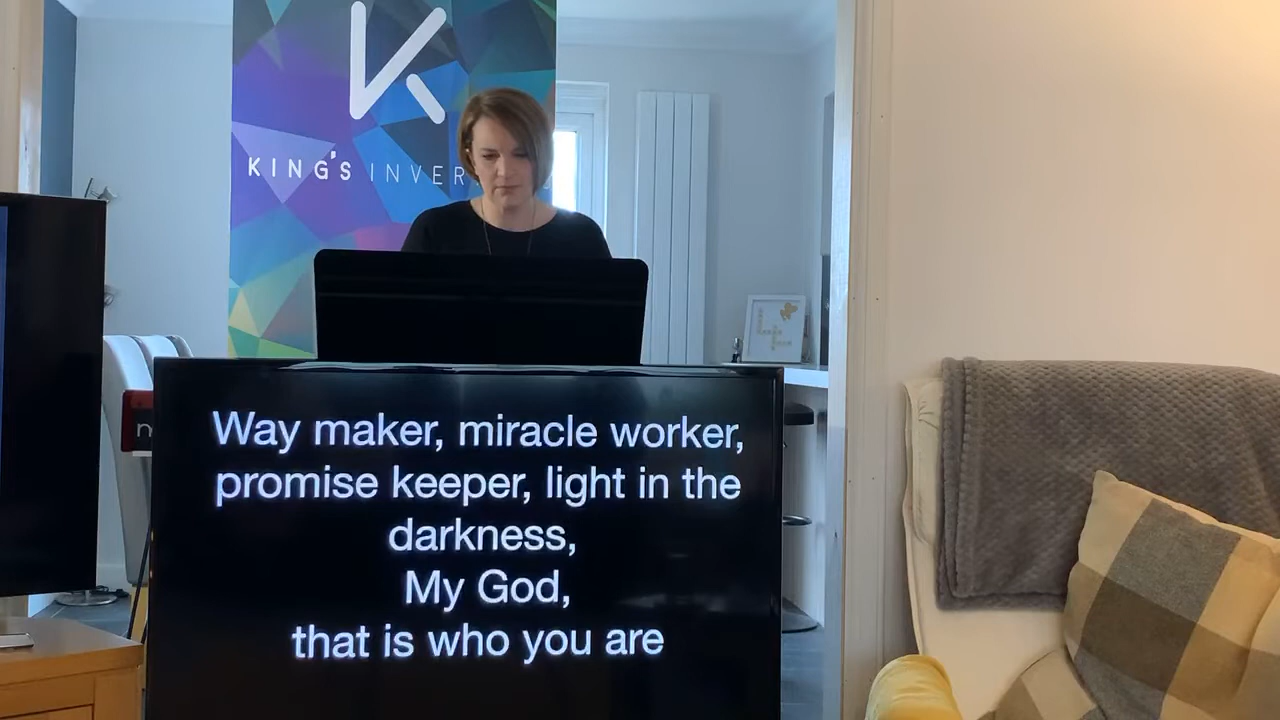 KING'S INVER
Way maker, miracle worker,
promise keeper, light in the
darkness,
My God,
that is who you are